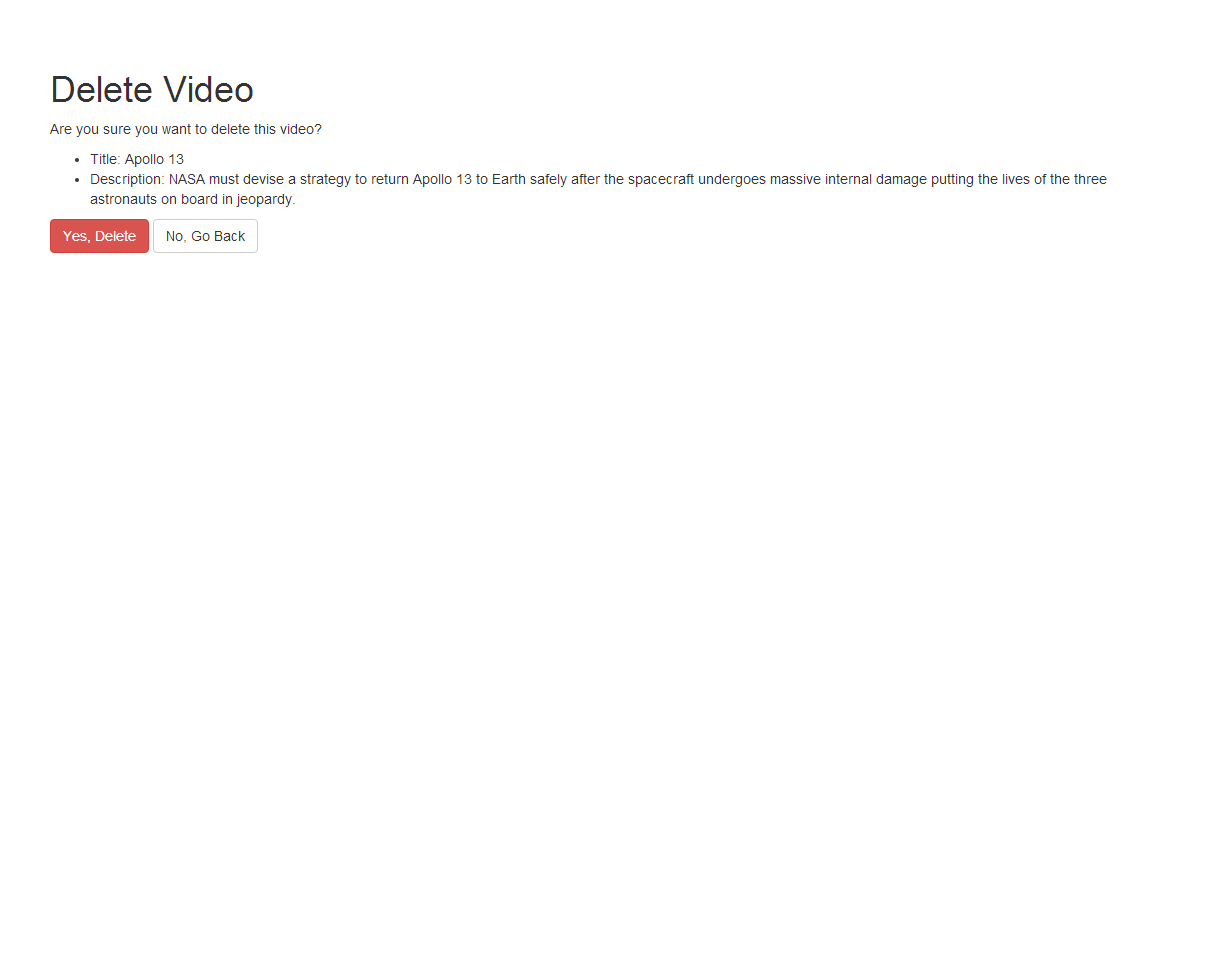 Delete Video
Are you sure you want to delete this video?
Title: Apollo 13
Description: NASA must devise a strategy to return Apollo 13 to Earth safely after the spacecraft undergoes massive internal damage putting the lives of the three
astronauts on board in jeopardy.
Yes, Delete No, Go Back